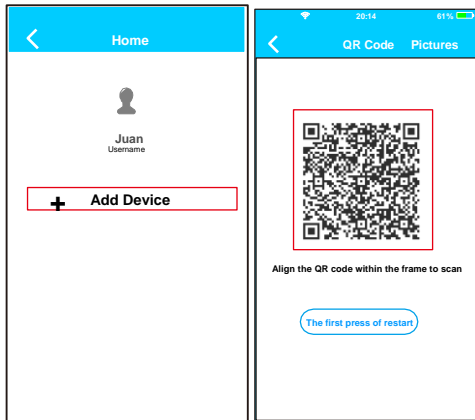 Home
Juan
Username
+ Add Device
20:14
61%
QR Code Pictures
Align the QR code within the frame to scan
The first press of restart